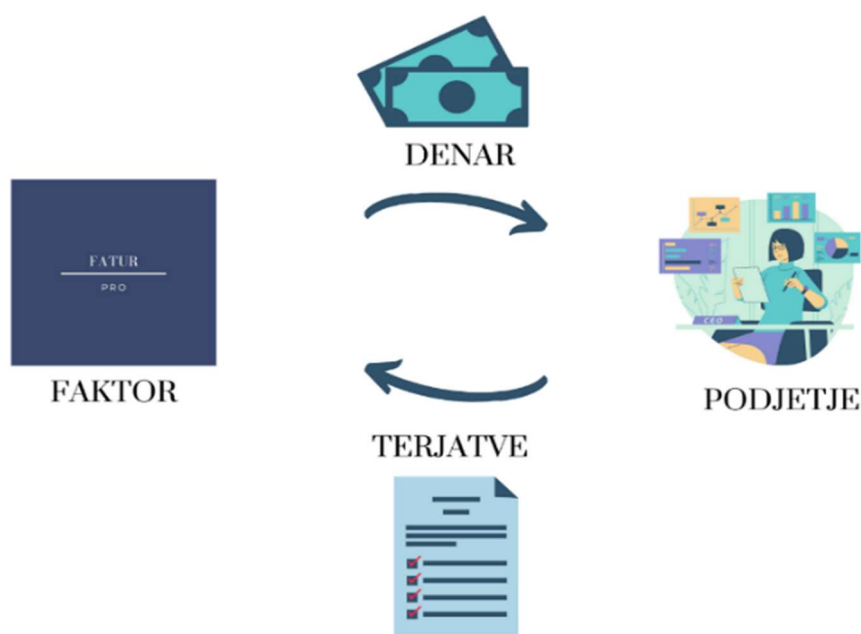 DENAR
FATUR
PRO
FAKTOR
CEO
PODJETJE
TERJATVE